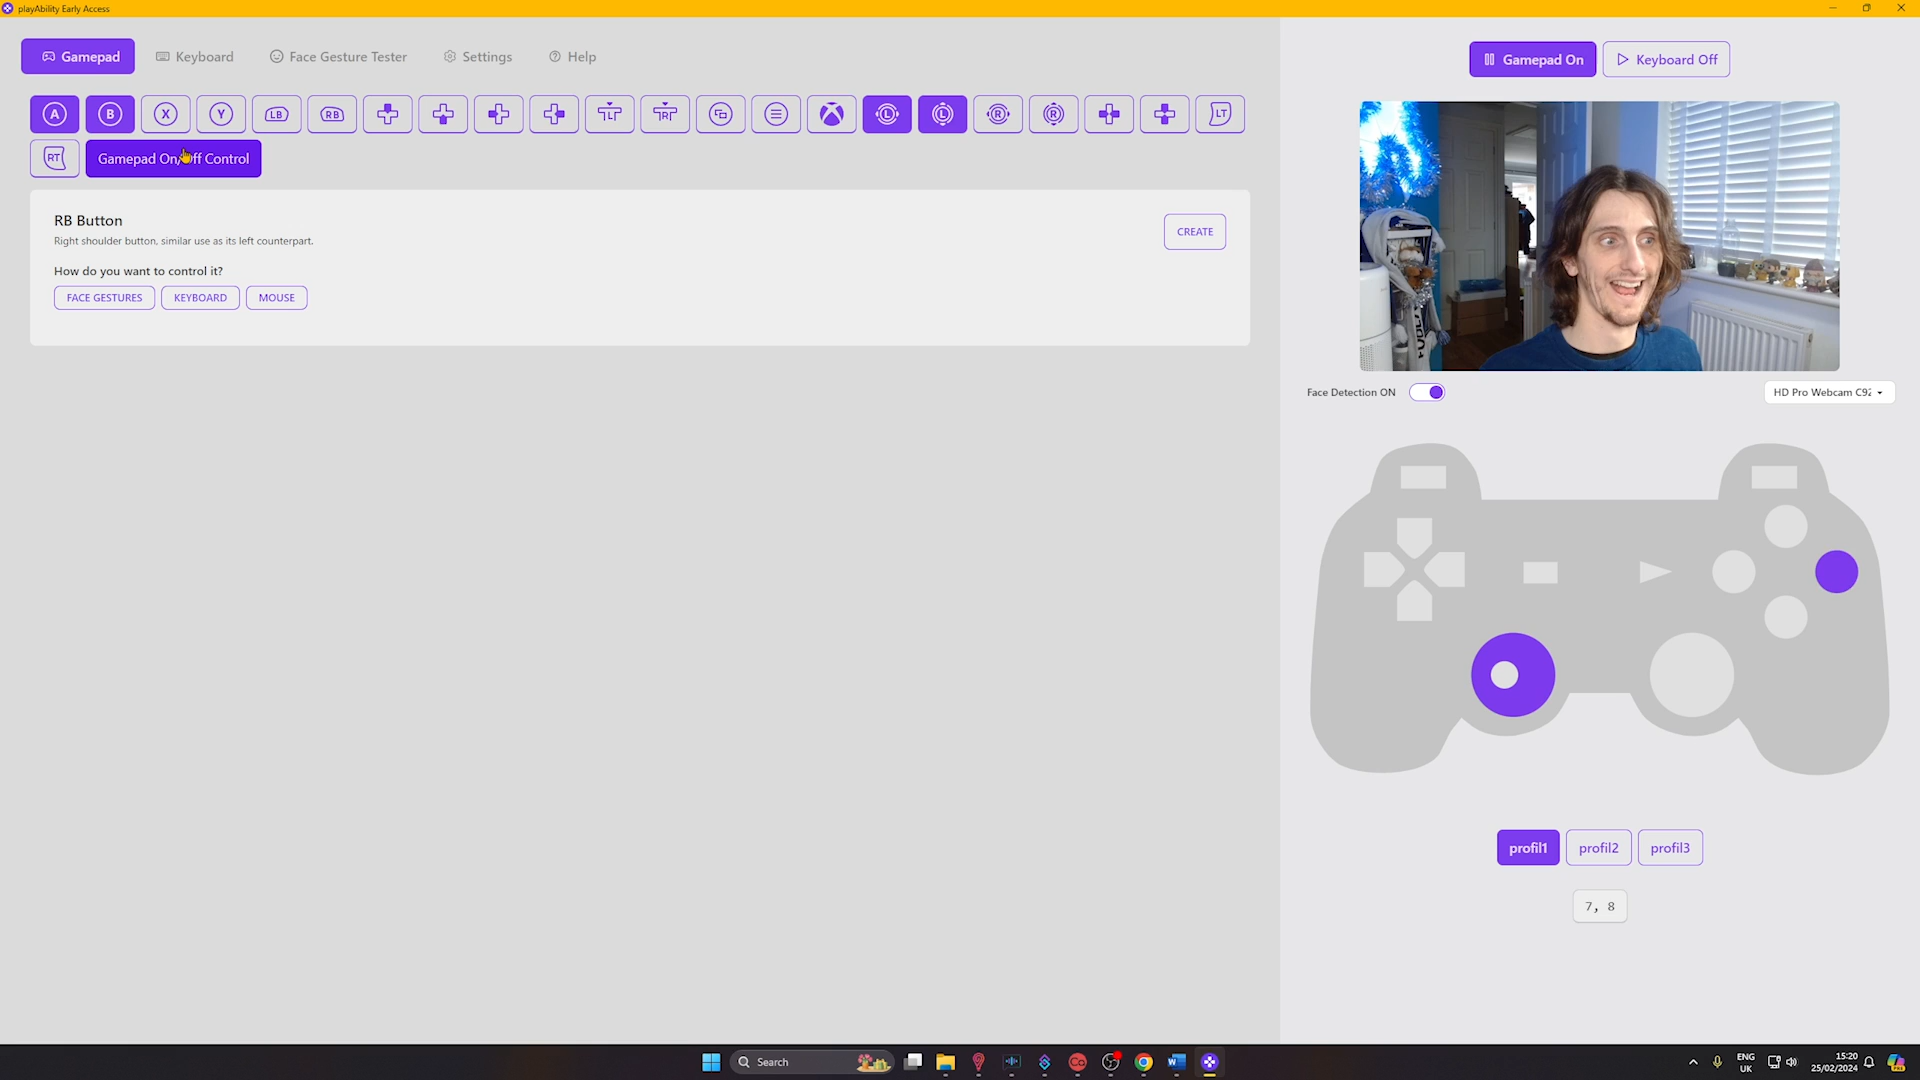 playAbility Early Access
Gamepad
Keyboard
Face Gesture Tester
Settings
Help
Gamepad On
Keyboard Off
A
B
X
Y
LB
RB
LT
RT
L
L
R
R
LT
RT
Gamepad On/Off Control
RB Button
Right shoulder button, similar use as its left counterpart.
CREATE
How do you want to control it?
FACE GESTURES
KEYBOARD
MOUSE
Face Detection ON
HD Pro Webcam C92
profil1
profil2
profil3
7, 8
Search
ENG
UK
15:20
25/02/2024